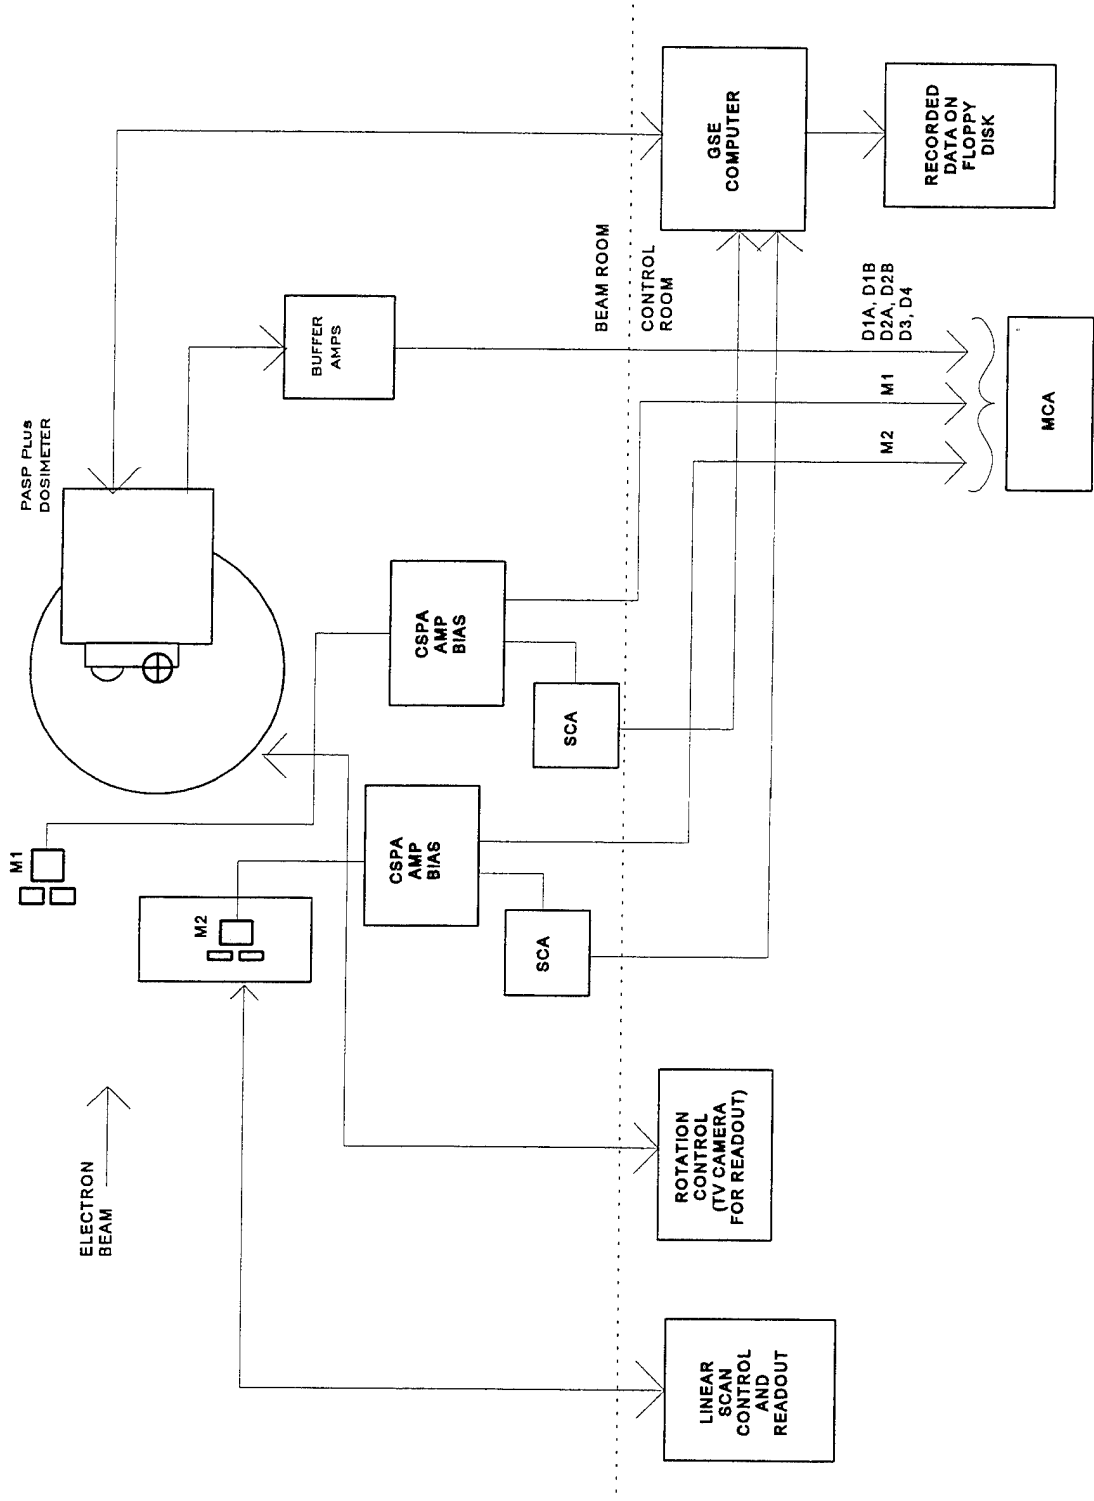 ELECTRON
BEAM
M1
M2
PASP PLUS
DOSIMETER
CSPA
AMP
BIAS
CSPA
AMP
BIAS
BUFFER
AMPS
SCA
SCA
BEAM ROOM
CONTROL
ROOM
LINEAR
SCAN
CONTROL
AND
READOUT
ROTATION
CONTROL
(TV CAMERA
FOR READOUT)
GSE
COMPUTER
M2
M1
D1A, D1B
D2A, D2B
D3, D4
RECORDED
DATA ON
FLOPPY
DISK
MCA